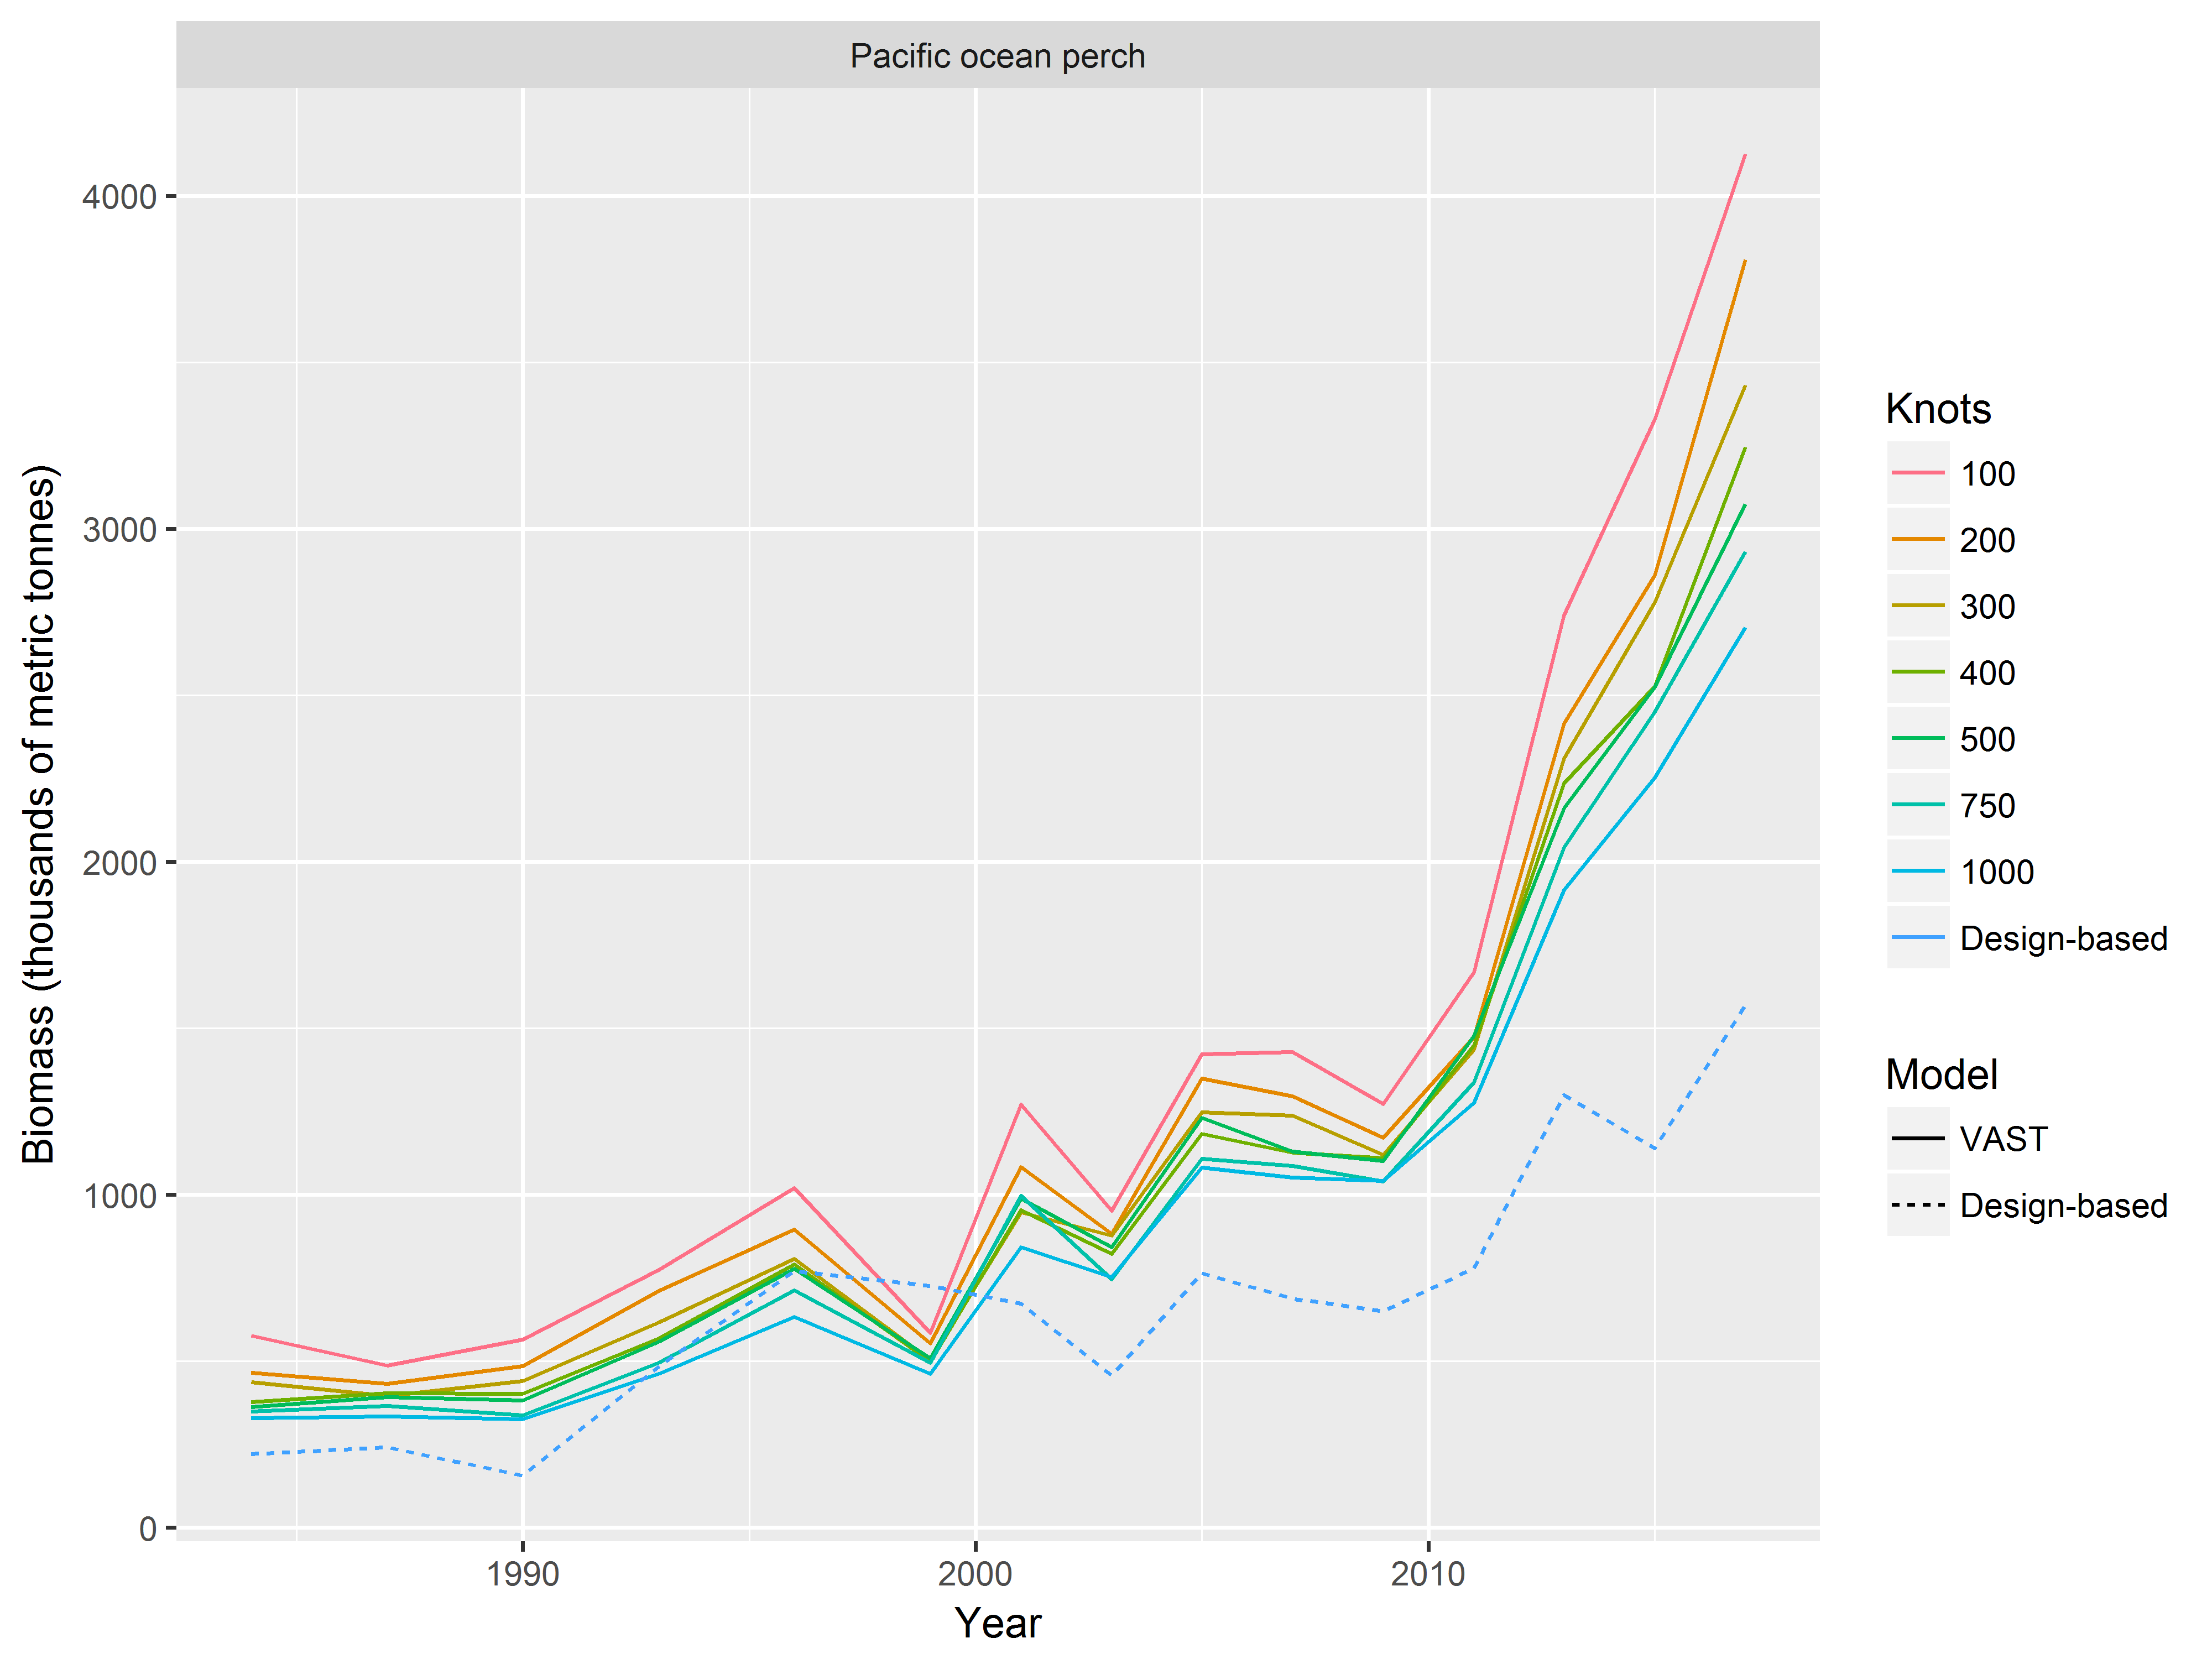 Pacific ocean perch
Biomass (thousands of metric tonnes)
4000
3000
2000
1000
0
1990
2000
2010
Year
Knots
100
200
300
400
500
750
1000
Design-based
Model
VAST
Design-based